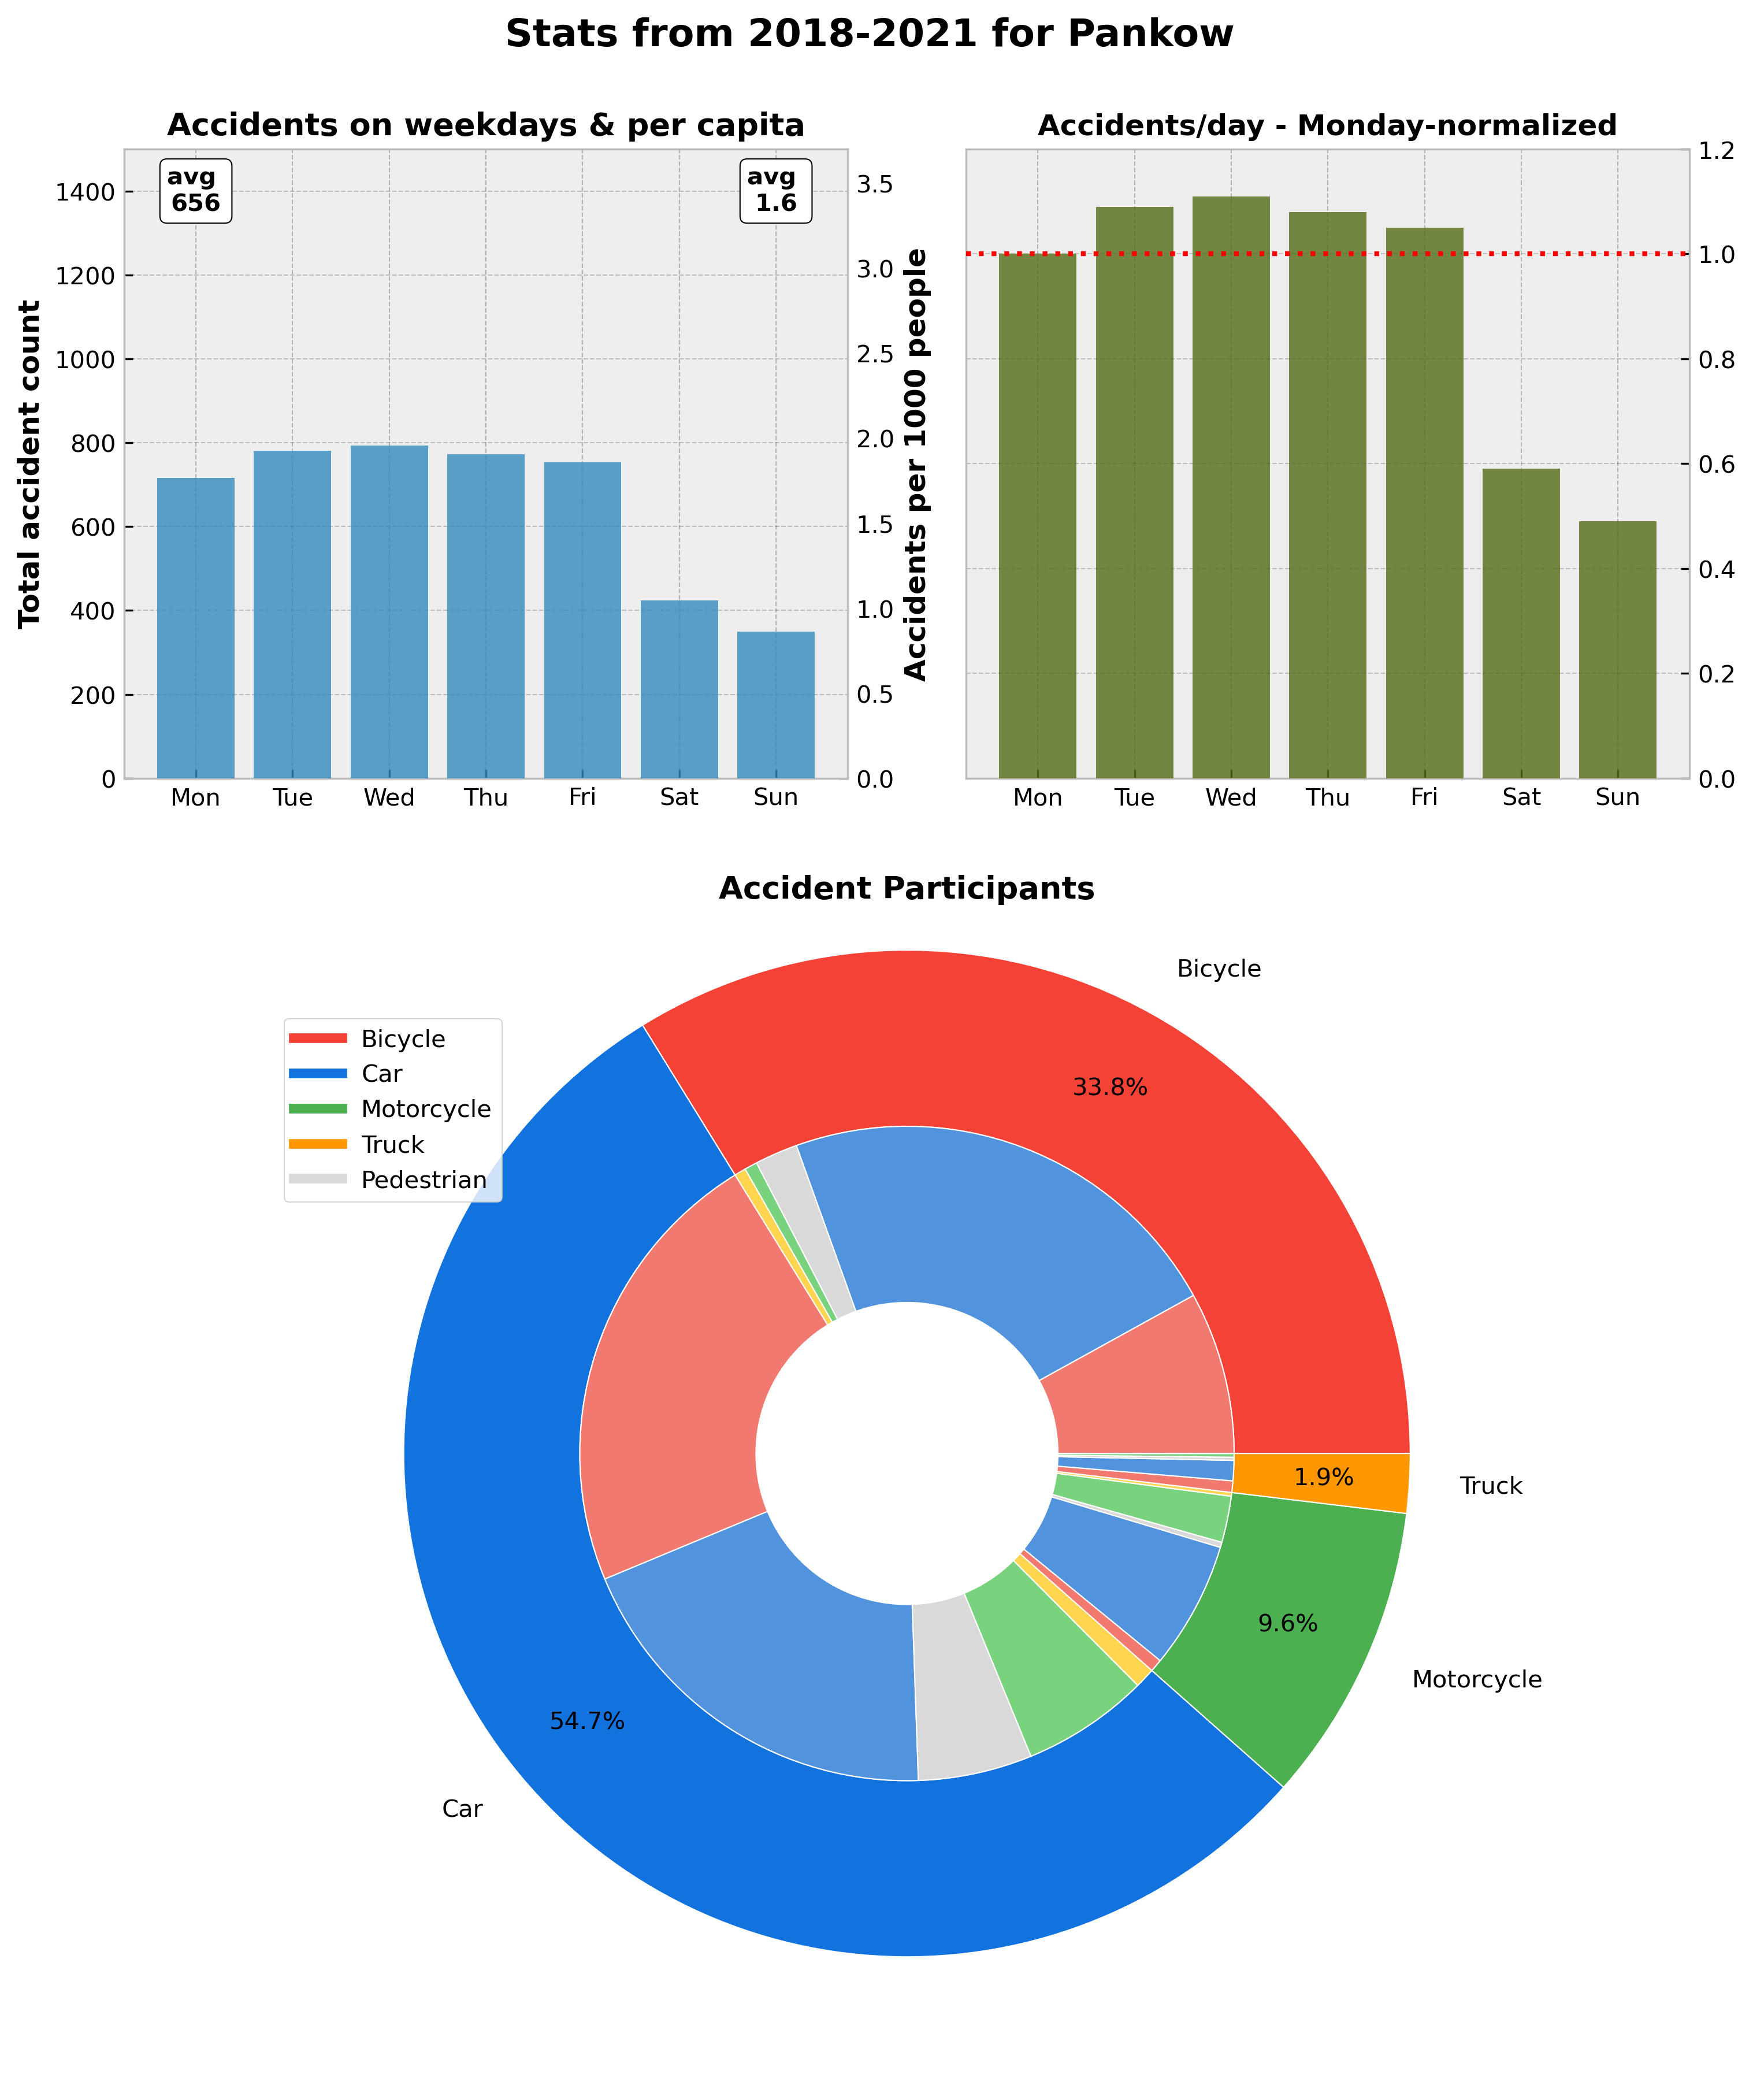 Stats from 2018-2021 for Pankow
Accidents on weekdays & per capita
Total accident count
1400
1200
1000
800
600
400
200
0
avg
656
avg
1.6
3.5
3.0
2.5
2.0
1.5
1.0
0.5
0.0
Accidents per 1000 people
Mon Tue Wed Thu Fri Sat Sun
Accidents/day - Monday-normalized
1.2
1.0
0.8
0.6
0.4
0.2
0.0
Mon Tue Wed Thu Fri Sat Sun
Accident Participants
Bicycle
Car
Motorcycle
Truck
Pedestrian
Bicycle
33.8%
1.9%
Truck
9.6%
Motorcycle
54.7%
Car